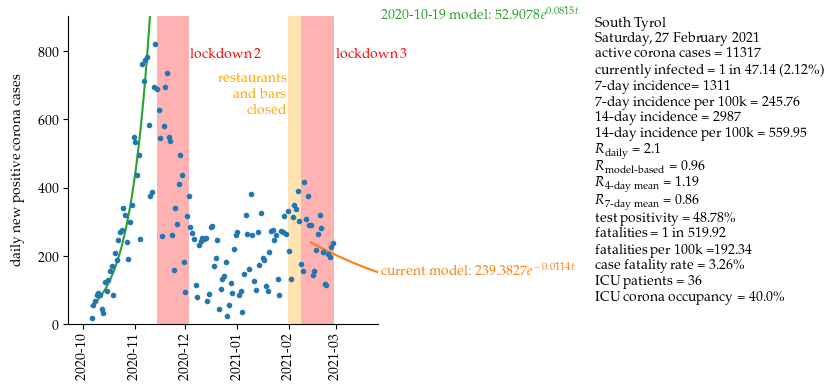 2020-10-19 model: 52.9078e^0.0815t
South Tyrol
Saturday, 27 February 2021
active corona cases = 11317
currently infected = 1 in 47.14 (2.12%)
7-day incidence= 1311
7-day incidence per 100k = 245.76
14-day incidence = 2987
14-day incidence per 100k = 559.95
R_daily = 2.1
R_model-based = 0.96
R_4-day mean = 1.19
R_7-day mean = 0.86
test positivity = 48.78%
fatalities = 1 in 519.92
fatalities per 100k =192.34
case fatality rate = 3.26%
ICU patients = 36
ICU corona occupancy = 40.0%
lockdown 2
lockdown 3
restaurants
and bars
closed
current model: 239.3827e^−0.0114t
daily new positive corona cases
800
600
400
200
0
2020-10
2020-11
2020-12
2021-01
2021-02
2021-03